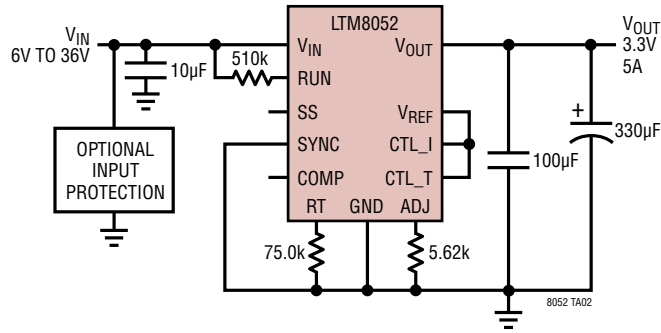 LTM8052
VIN
6V TO 36V
10µF
510k
VIN
RUN
SS
SYNC
COMP
RT
GND
ADJ
VOUT
VREF
CTL_I
CTL_T
VOUT
3.3V
5A
+
330µF
100µF
OPTIONAL
INPUT
PROTECTION
75.0k
5.62k
8052 TA02